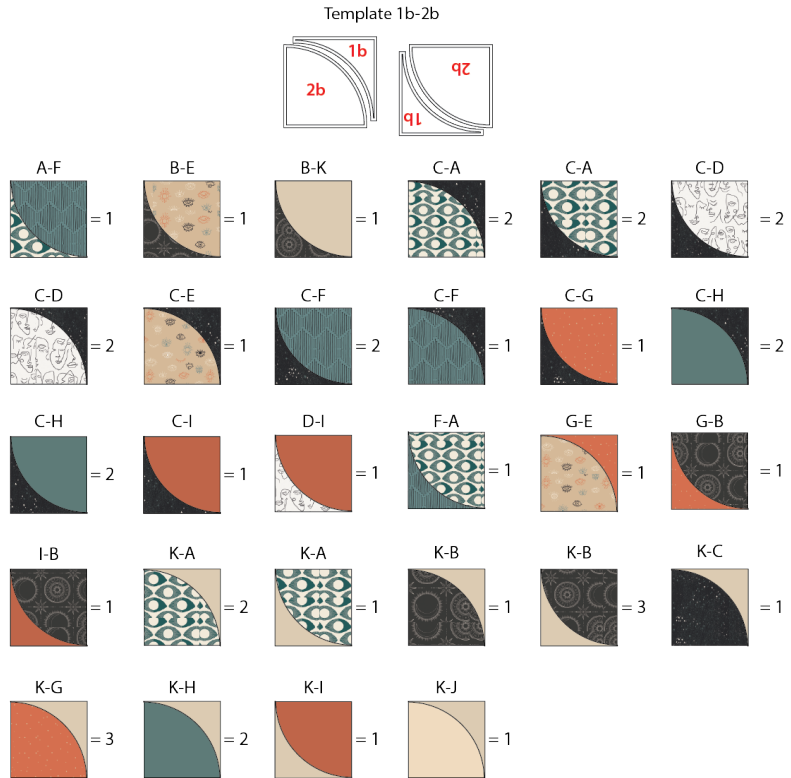 Template 1b-2b
1b
2b
2b
1b
A-F B-E B-K C-A C-A C-D
= 1 = 1 = 1 = 2 = 2 = 2
C-D C-E C-F C-F C-G C-H
= 2 = 1 = 2 = 1 = 1 = 2
C-H C-I D-I F-A G-E G-B
= 2 = 1 = 1 = 1 = 1 = 1
I-B K-A K-A K-B K-B K-C
= 1 = 2 = 1 = 1 = 3 = 1
K-G K-H K-I K-J
= 3 = 2 = 1 = 1